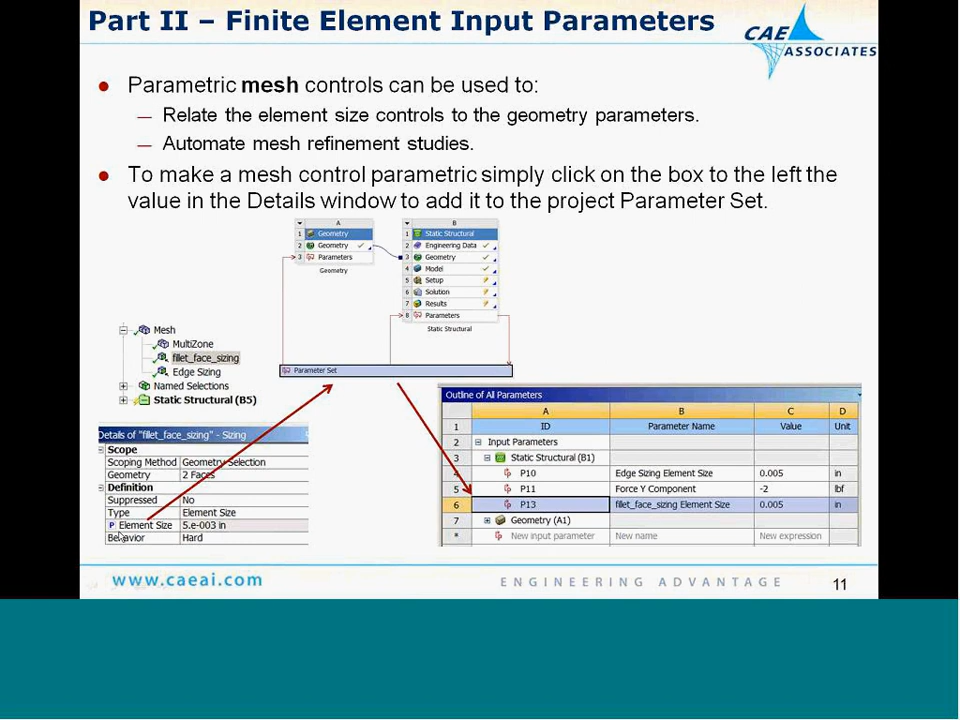 Part II – Finite Element Input Parameters
CAE
ASSOCIATES
Parametric mesh controls can be used to:
— Relate the element size controls to the geometry parameters.
— Automate mesh refinement studies.
To make a mesh control parametric simply click on the box to the left the
value in the Details window to add it to the project Parameter Set.
A
1 Geometry
2 Geometry
3 Parameters
Geometry
B
1 Static Structural
2 Engineering Data
3 Geometry
4 Model
5 Setup
6 Solution
7 Results
8 Parameters
Static Structural
Parameter Set
Mesh
MultiZone
fillet_face_sizing
Edge Sizing
Named Selections
Static Structural (B5)
Details of "fillet_face_sizing" - Sizing
Scope
Scoping Method Geometry Selection
Geometry 2 Faces
Definition
Suppressed No
Type Element Size
P Element Size 5.e-003 in
Behavior Hard
Outline of All Parameters
A B C D
1 ID Parameter Name Value Unit
2 Input Parameters
3 Static Structural (B1)
4 P10 Edge Sizing Element Size 0.005 in
5 P11 Force Y Component -2 lbf
6 P13 fillet_face_sizing Element Size 0.005 in
7 Geometry (A1)
* New input parameter New name New expression
www.caeai.com
ENGINEERING ADVANTAGE
11